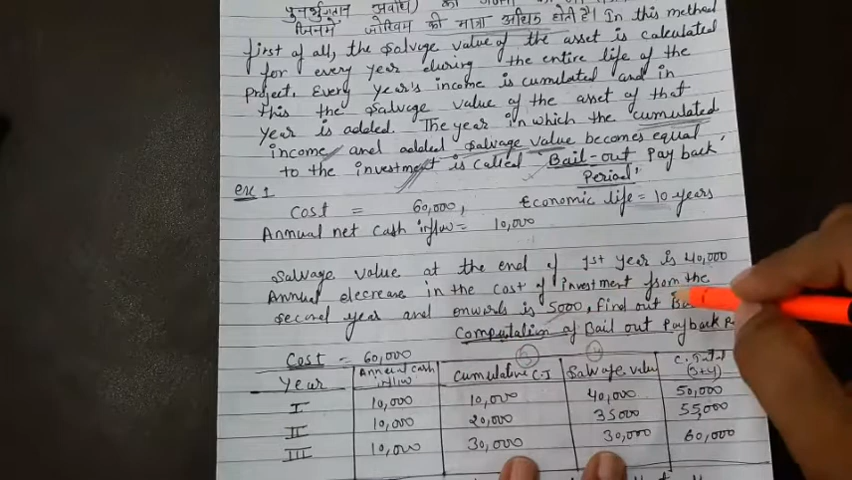 पुनर्भुगतान अवधि)
जिनमें जोखिम की मात्रा अधिक होती है। In this method
first of all, the salvage value of the asset is calculated
for every year during the entire life of the
project. Every year's income is cumulated and in
this the salvage value of the asset of that
year is added. The year in which the cumulated
income and added salvage value becomes equal
to the investment is called 'Bail-out Pay back
Period'
ex 1
Cost = 60,000, Economic life = 10 years
Annual net Cash inflow = 10,000
Salvage value at the end of 1st year is 40,000
Annual decrease in the cost of investment from the
second year and onwards is 5000, find out
Computation of Bail out Payback P
Cost = 60,000
Year Annual cash inflow Cumulative C.I Salvage value (3+4)
I 10,000 10,000 40,000 50,000
II 10,000 20,000 35000 55,000
III 10,000 30,000 30,000 60,000